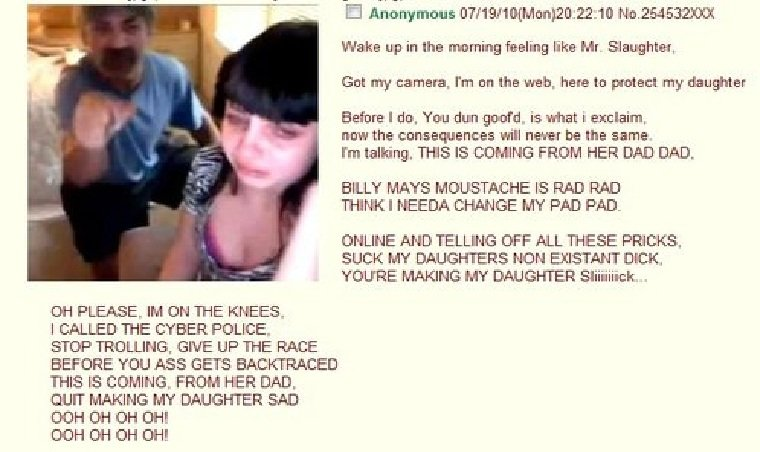 Anonymous 07/19/10(Mon)20:22:10 No.254532XXX
Wake up in the morning feeling like Mr. Slaughter,
Got my camera, I'm on the web, here to protect my daughter
Before I do, You dun goof'd, is what i exclaim,
now the consequences will never be the same.
I'm talking, THIS IS COMING FROM HER DAD DAD,
BILLY MAYS MOUSTACHE IS RAD RAD
THINK I NEEDA CHANGE MY PAD PAD.
ONLINE AND TELLING OFF ALL THESE PRICKS,
SUCK MY DAUGHTERS NON EXISTANT DICK,
YOU'RE MAKING MY DAUGHTER Sliiiiiiick...
OH PLEASE, IM ON THE KNEES,
I CALLED THE CYBER POLICE,
STOP TROLLING, GIVE UP THE RACE
BEFORE YOU ASS GETS BACKTRACED
THIS IS COMING, FROM HER DAD,
QUIT MAKING MY DAUGHTER SAD
OOH OH OH OH!
OOH OH OH OH!